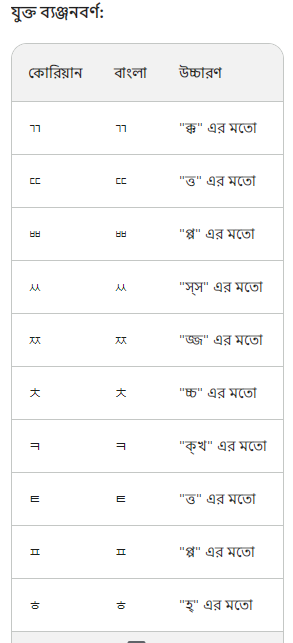 যুক্ত ব্যঞ্জনবর্ণ:
কোরিয়ান বাংলা উচ্চারণ
ㄲ ㄲ "ক্ক" এর মতো
ㄸ ㄸ "ত্ত" এর মতো
ㅃ ㅃ "প্প" এর মতো
ㅆ ㅆ "স্স" এর মতো
ㅉ ㅉ "জ্জ" এর মতো
ㅊ ㅊ "চ্চ" এর মতো
ㅋ ㅋ "ক্খ" এর মতো
ㅌ ㅌ "ত্ত" এর মতো
ㅍ ㅍ "প্প" এর মতো
ㅎ ㅎ "হ্" এর মতো